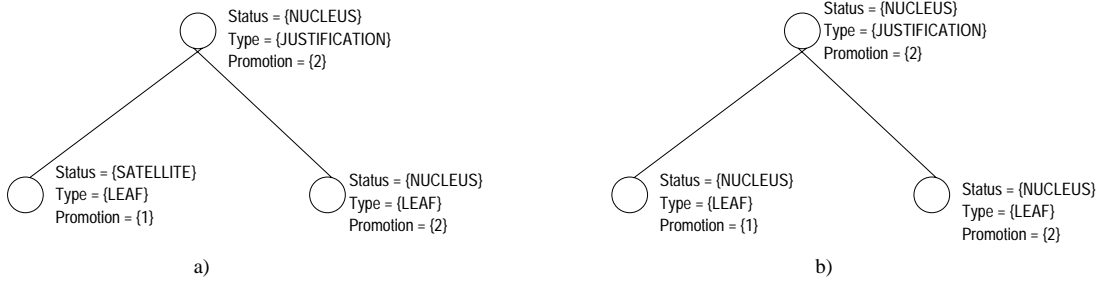 Status = {NUCLEUS}
Type = {JUSTIFICATION}
Promotion = {2}
Status = {SATELLITE}
Type = {LEAF}
Promotion = {1}
Status = {NUCLEUS}
Type = {LEAF}
Promotion = {2}
a)
Status = {NUCLEUS}
Type = {JUSTIFICATION}
Promotion = {2}
Status = {NUCLEUS}
Type = {LEAF}
Promotion = {1}
Status = {NUCLEUS}
Type = {LEAF}
Promotion = {2}
b)